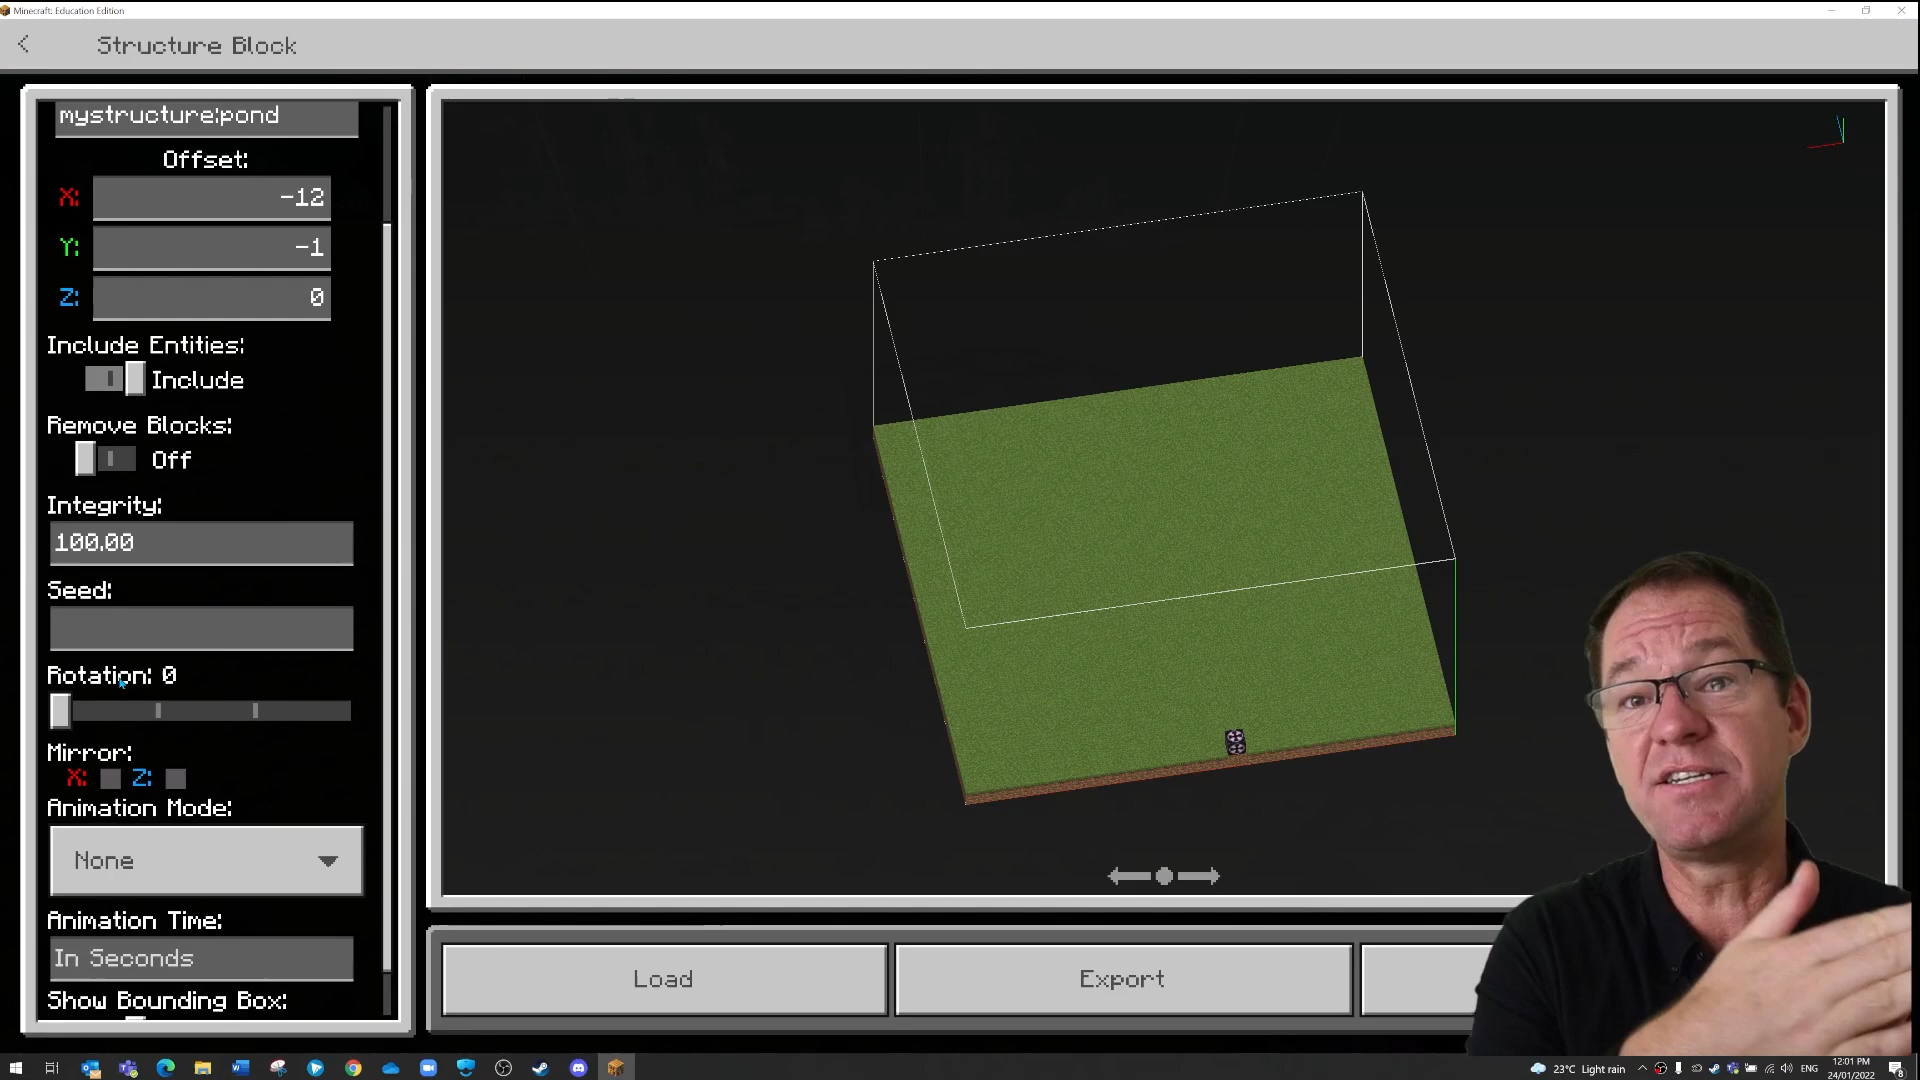 Minecraft: Education Edition
Structure Block
mystructure:pond
Offset:
X: -12
Y: -1
Z: 0
Include Entities:
Include
Remove Blocks:
Off
Integrity:
100.00
Seed:
Rotation: 0
Mirror:
X: Z:
Animation Mode:
None
Animation Time:
In Seconds
Show Bounding Box:
Load
Export
23°C Light rain
ENG
12:01 PM
24/01/2022